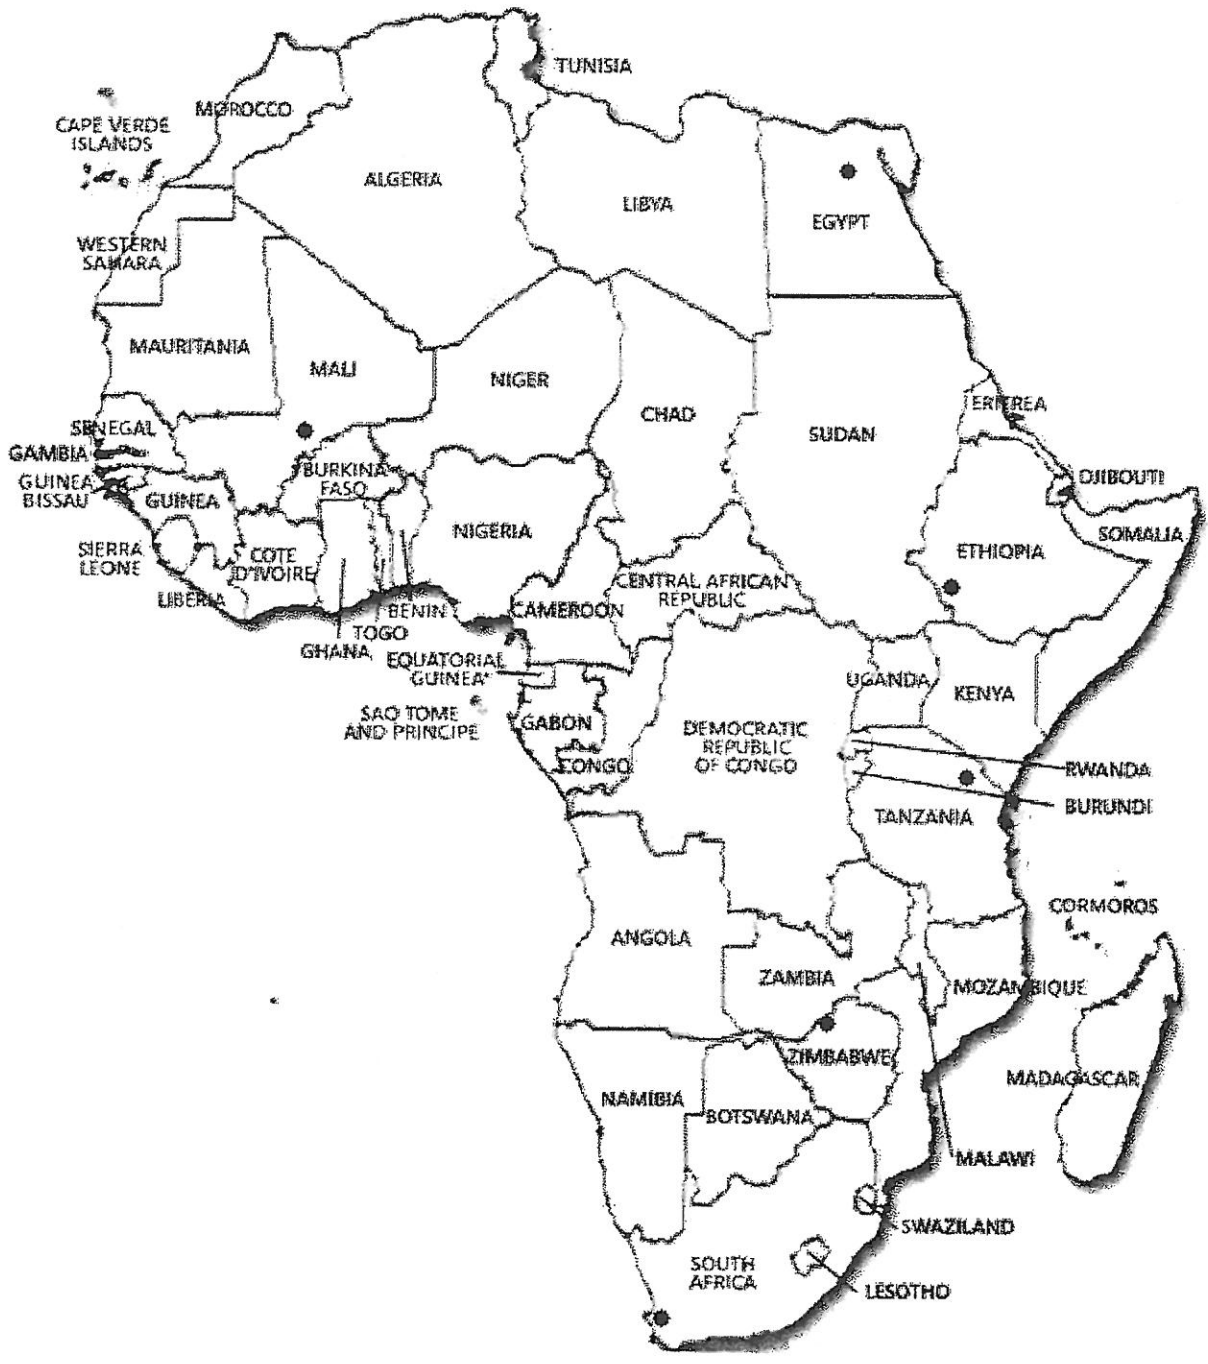 TUNISIA
MOROCCO
CAPE VERDE
ISLANDS
ALGERIA
LIBYA
EGYPT
WESTERN
SAHARA
MAURITANIA
MALI
NIGER
CHAD
SUDAN
ERITREA
SENEGAL
GAMBIA
GUINEA
BISSAU
GUINEA
BURKINA
FASO
DJIBOUTI
NIGERIA
SOMALIA
ETHIOPIA
SIERRA
LEONE
COTE
D'IVOIRE
LIBERIA
CENTRAL AFRICAN
REPUBLIC
BENIN
CAMEROON
TOGO
GHANA
EQUATORIAL
GUINEA
UGANDA
KENYA
SAO TOME
AND PRINCIPE
GABON
DEMOCRATIC
REPUBLIC
OF CONGO
CONGO
RWANDA
BURUNDI
TANZANIA
CORMOROS
ANGOLA
ZAMBIA
MOZAMBIQUE
ZIMBABWE
MADAGASCAR
NAMIBIA
BOTSWANA
MALAWI
SWAZILAND
SOUTH
AFRICA
LESOTHO